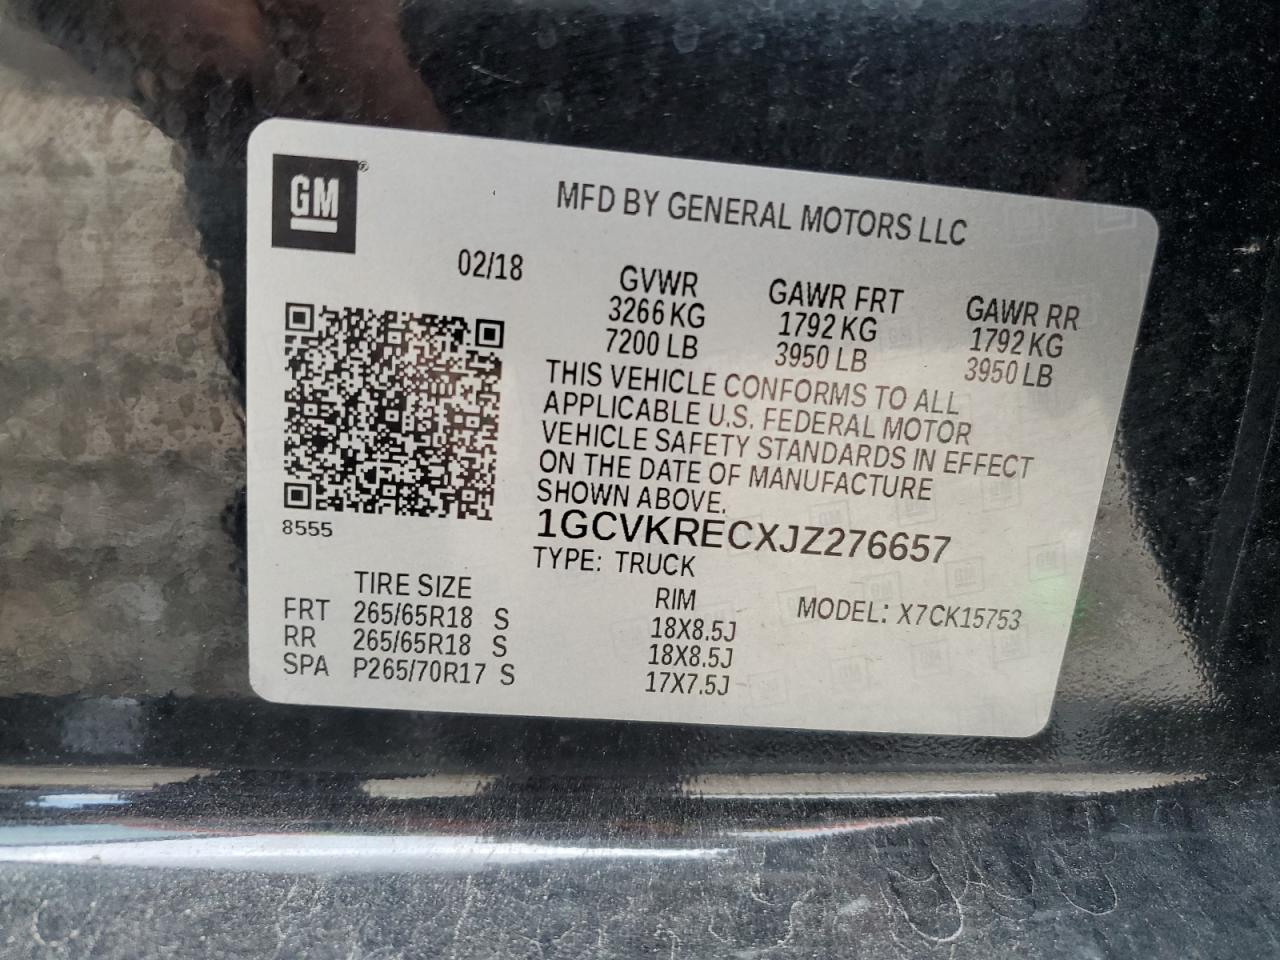 GM®
MFD BY GENERAL MOTORS LLC
02/18
GVWR GAWR FRT GAWR RR
3266 KG 1792 KG 1792 KG
7200 LB 3950 LB 3950 LB
THIS VEHICLE CONFORMS TO ALL
APPLICABLE U.S. FEDERAL MOTOR
VEHICLE SAFETY STANDARDS IN EFFECT
ON THE DATE OF MANUFACTURE
SHOWN ABOVE.
8555
1GCVKRECXJZ276657
TYPE: TRUCK
MODEL: X7CK15753
TIRE SIZE RIM
FRT 265/65R18 S 18X8.5J
RR 265/65R18 S 18X8.5J
SPA P265/70R17 S 17X7.5J